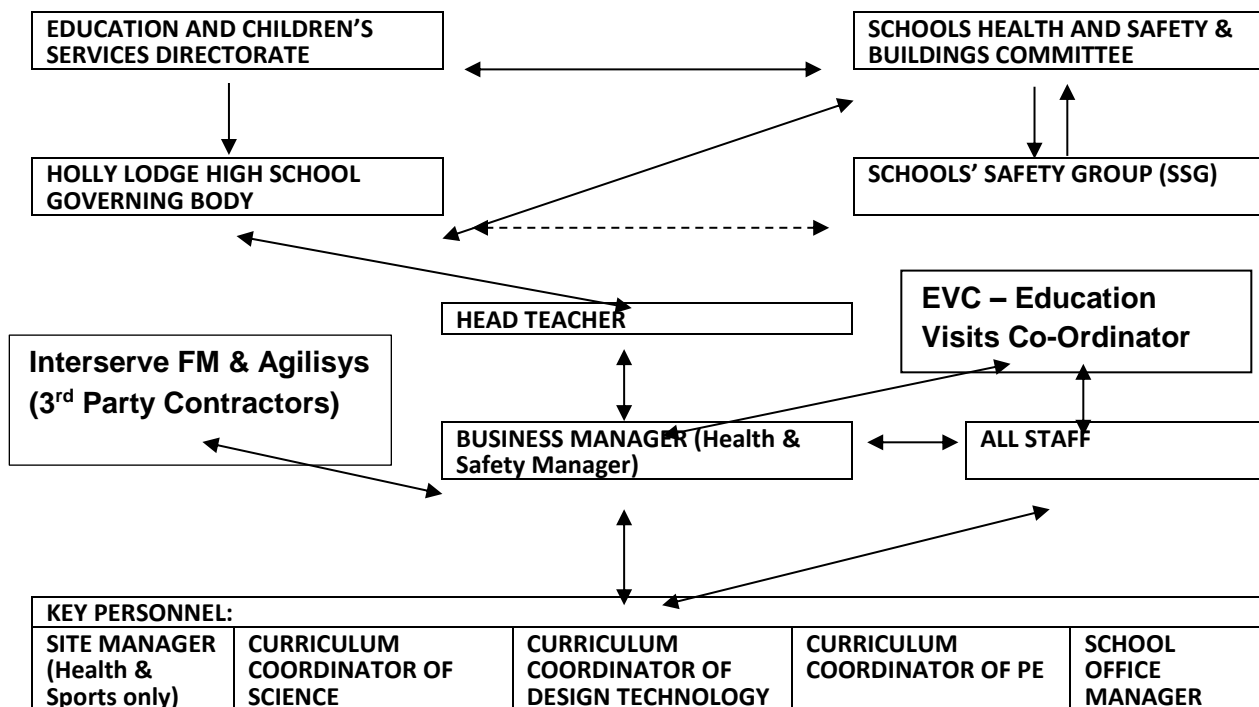 EDUCATION AND CHILDREN'S
SERVICES DIRECTORATE
SCHOOLS HEALTH AND SAFETY &
BUILDINGS COMMITTEE
HOLLY LODGE HIGH SCHOOL
GOVERNING BODY
SCHOOLS' SAFETY GROUP (SSG)
EVC – Education
Visits Co-Ordinator
HEAD TEACHER
Interserve FM & Agilisys
(3rd Party Contractors)
BUSINESS MANAGER (Health &
Safety Manager)
ALL STAFF
KEY PERSONNEL:
SITE MANAGER
(Health &
Sports only)
CURRICULUM
COORDINATOR OF
SCIENCE
CURRICULUM
COORDINATOR OF
DESIGN TECHNOLOGY
CURRICULUM
COORDINATOR OF PE
SCHOOL
OFFICE
MANAGER